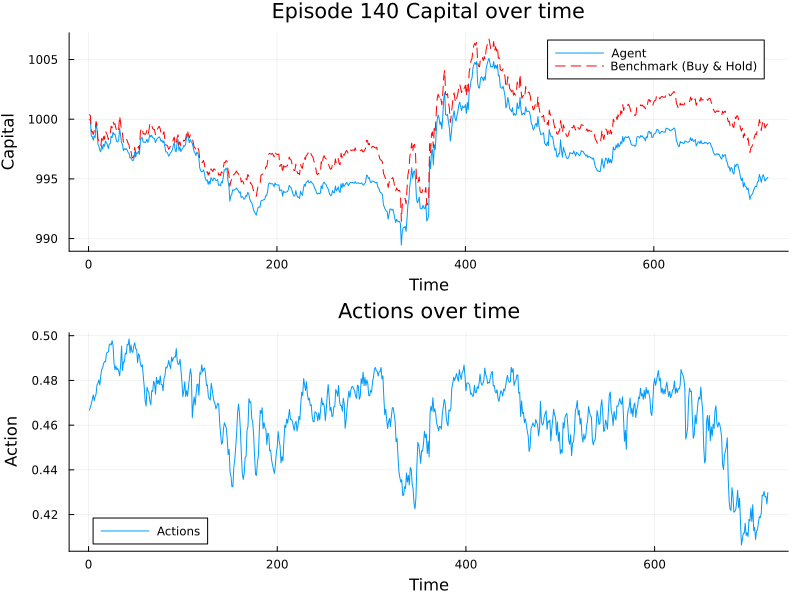 Episode 140 Capital over time
Capital
1005
1000
995
990
Agent
Benchmark (Buy & Hold)
0
200
400
600
Time
Actions over time
Action
0.50
0.48
0.46
0.44
0.42
Actions
0
200
400
600
Time